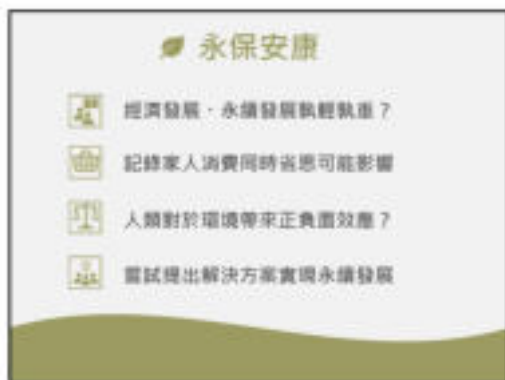 永保安康
經濟發展、永續發展孰輕孰重？
記錄家人消費同時省思可能影響
人類對於環境帶來正負面效應？
嘗試提出解決方案實現永續發展